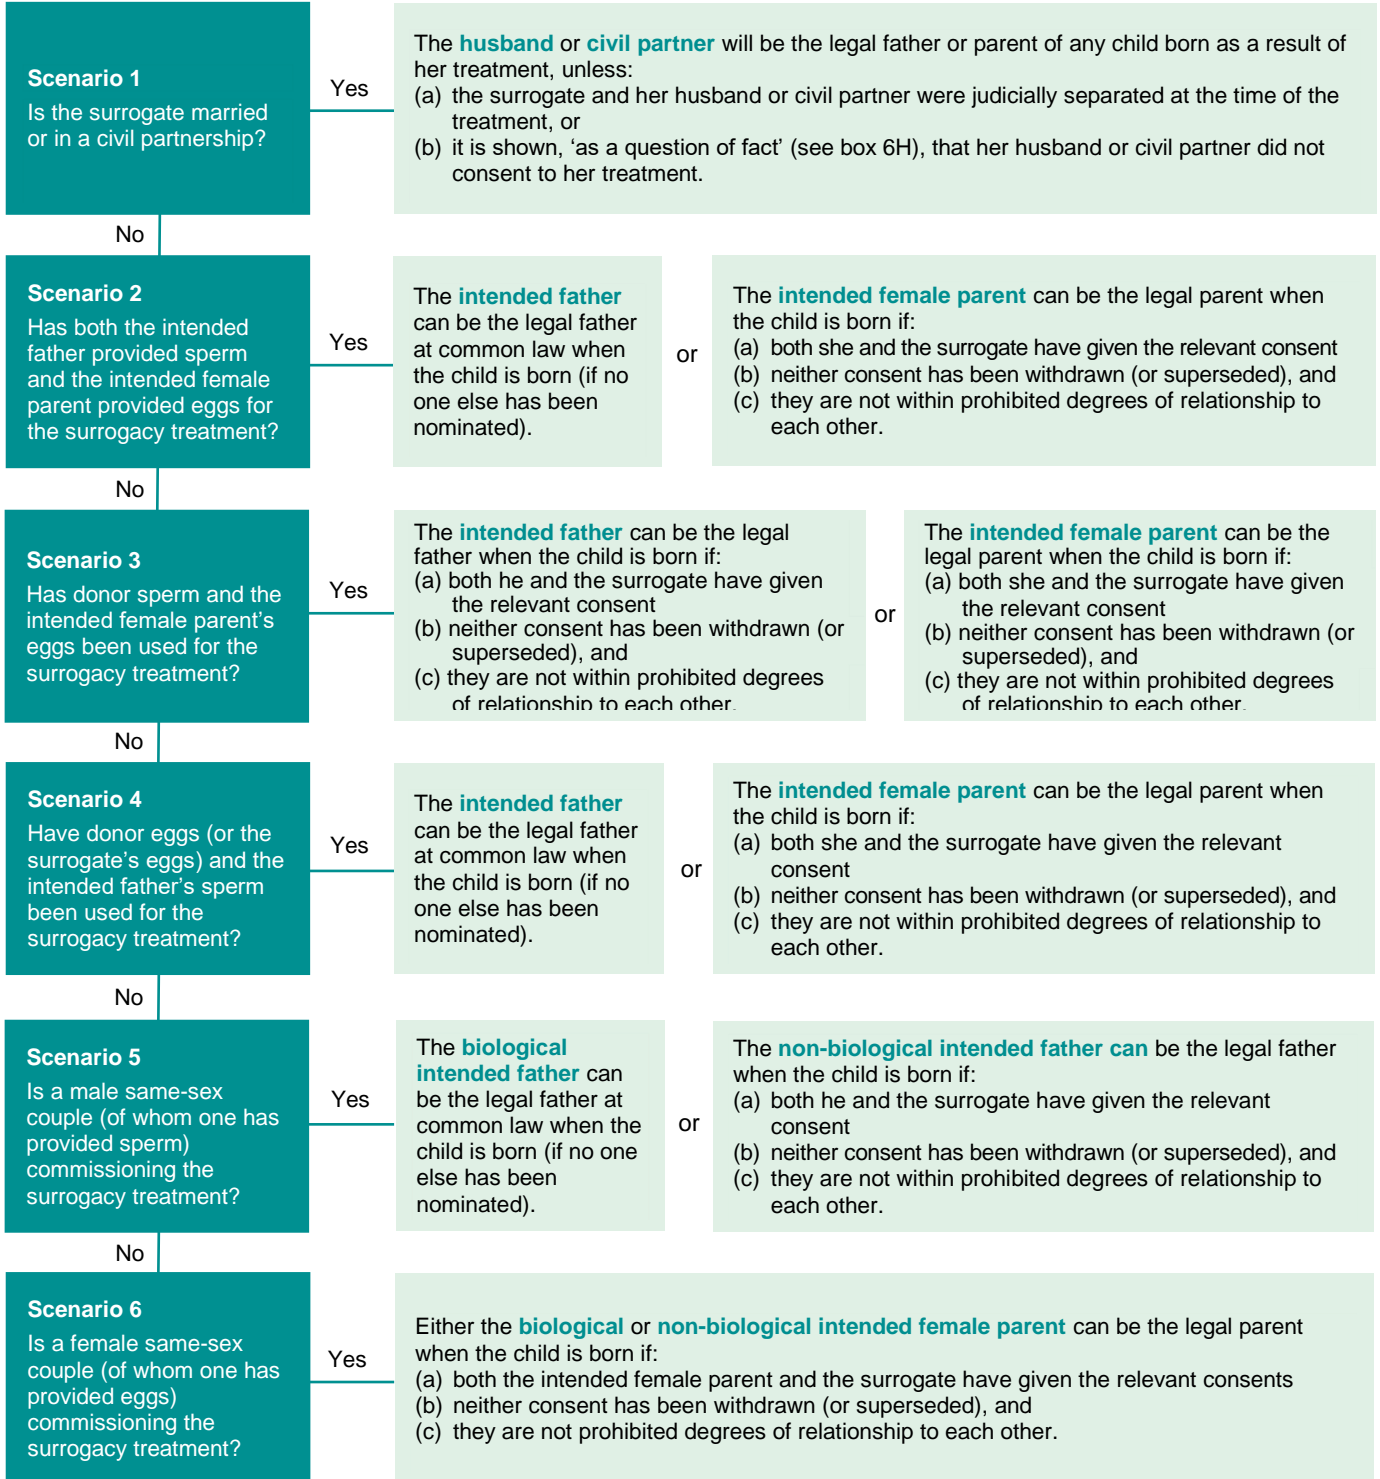 Scenario 1
Is the surrogate married
or in a civil partnership?
Yes
The husband or civil partner will be the legal father or parent of any child born as a result of
her treatment, unless:
(a) the surrogate and her husband or civil partner were judicially separated at the time of the
treatment, or
(b) it is shown, ‘as a question of fact’ (see box 6H), that her husband or civil partner did not
consent to her treatment.
No
Scenario 2
Has both the intended
father provided sperm
and the intended female
parent provided eggs for
the surrogacy treatment?
Yes
The intended father
can be the legal father
at common law when
the child is born (if no
one else has been
nominated).
or
The intended female parent can be the legal parent when
the child is born if:
(a) both she and the surrogate have given the relevant consent
(b) neither consent has been withdrawn (or superseded), and
(c) they are not within prohibited degrees of relationship to
each other.
No
Scenario 3
Has donor sperm and the
intended female parent's
eggs been used for the
surrogacy treatment?
Yes
The intended father can be the legal
father when the child is born if:
(a) both he and the surrogate have given
the relevant consent
(b) neither consent has been withdrawn (or
superseded), and
(c) they are not within prohibited degrees
of relationship to each other.
or
The intended female parent can be the
legal parent when the child is born if:
(a) both she and the surrogate have given
the relevant consent
(b) neither consent has been withdrawn (or
superseded), and
(c) they are not within prohibited degrees
of relationship to each other.
No
Scenario 4
Have donor eggs (or the
surrogate's eggs) and the
intended father's sperm
been used for the
surrogacy treatment?
Yes
The intended father
can be the legal father
at common law when
the child is born (if no
one else has been
nominated).
or
The intended female parent can be the legal parent when
the child is born if:
(a) both she and the surrogate have given the relevant
consent
(b) neither consent has been withdrawn (or superseded), and
(c) they are not within prohibited degrees of relationship to
each other.
No
Scenario 5
Is a male same-sex
couple (of whom one has
provided sperm)
commissioning the
surrogacy treatment?
Yes
The biological
intended father can
be the legal father at
common law when the
child is born (if no one
else has been
nominated).
or
The non-biological intended father can be the legal father
when the child is born if:
(a) both he and the surrogate have given the relevant
consent
(b) neither consent has been withdrawn (or superseded), and
(c) they are not within prohibited degrees of relationship to
each other.
No
Scenario 6
Is a female same-sex
couple (of whom one has
provided eggs)
commissioning the
surrogacy treatment?
Yes
Either the biological or non-biological intended female parent can be the legal parent
when the child is born if:
(a) both the intended female parent and the surrogate have given the relevant consents
(b) neither consent has been withdrawn (or superseded), and
(c) they are not prohibited degrees of relationship to each other.